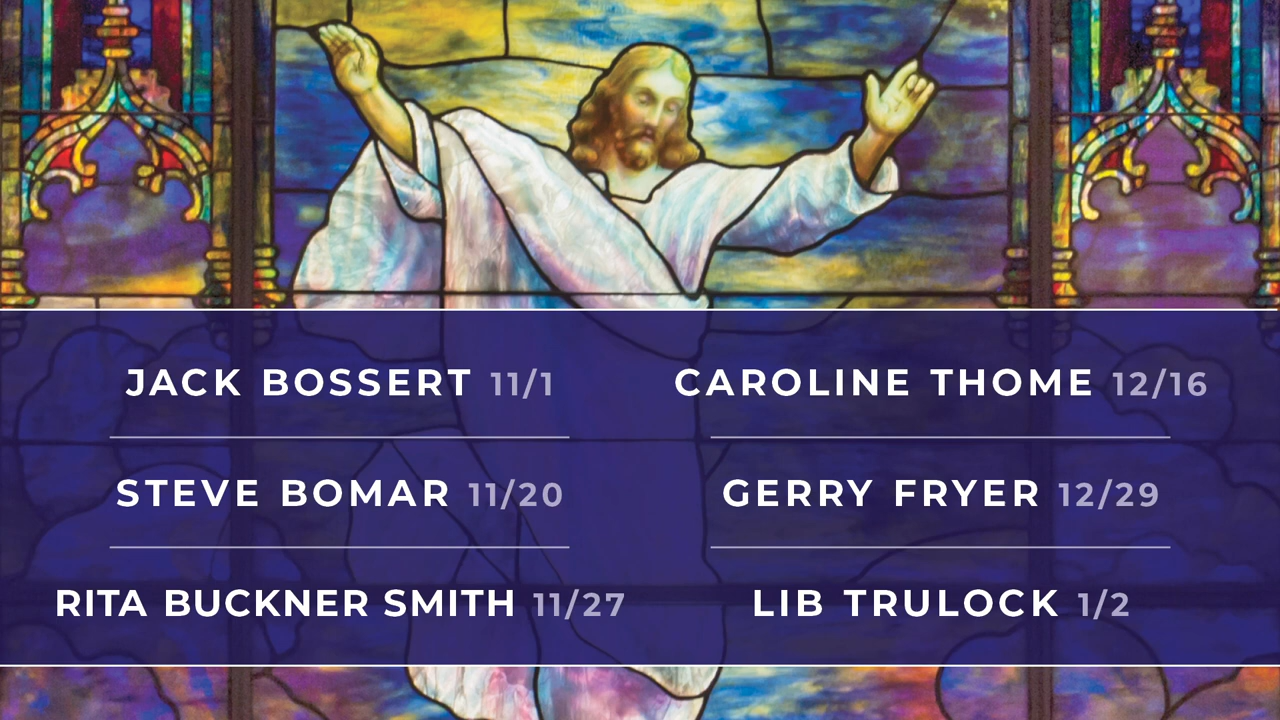 JACK BOSSERT 11/1
STEVE BOMAR 11/20
RITA BUCKNER SMITH 11/27
CAROLINE THOME 12/16
GERRY FRYER 12/29
LIB TRULOCK 1/2